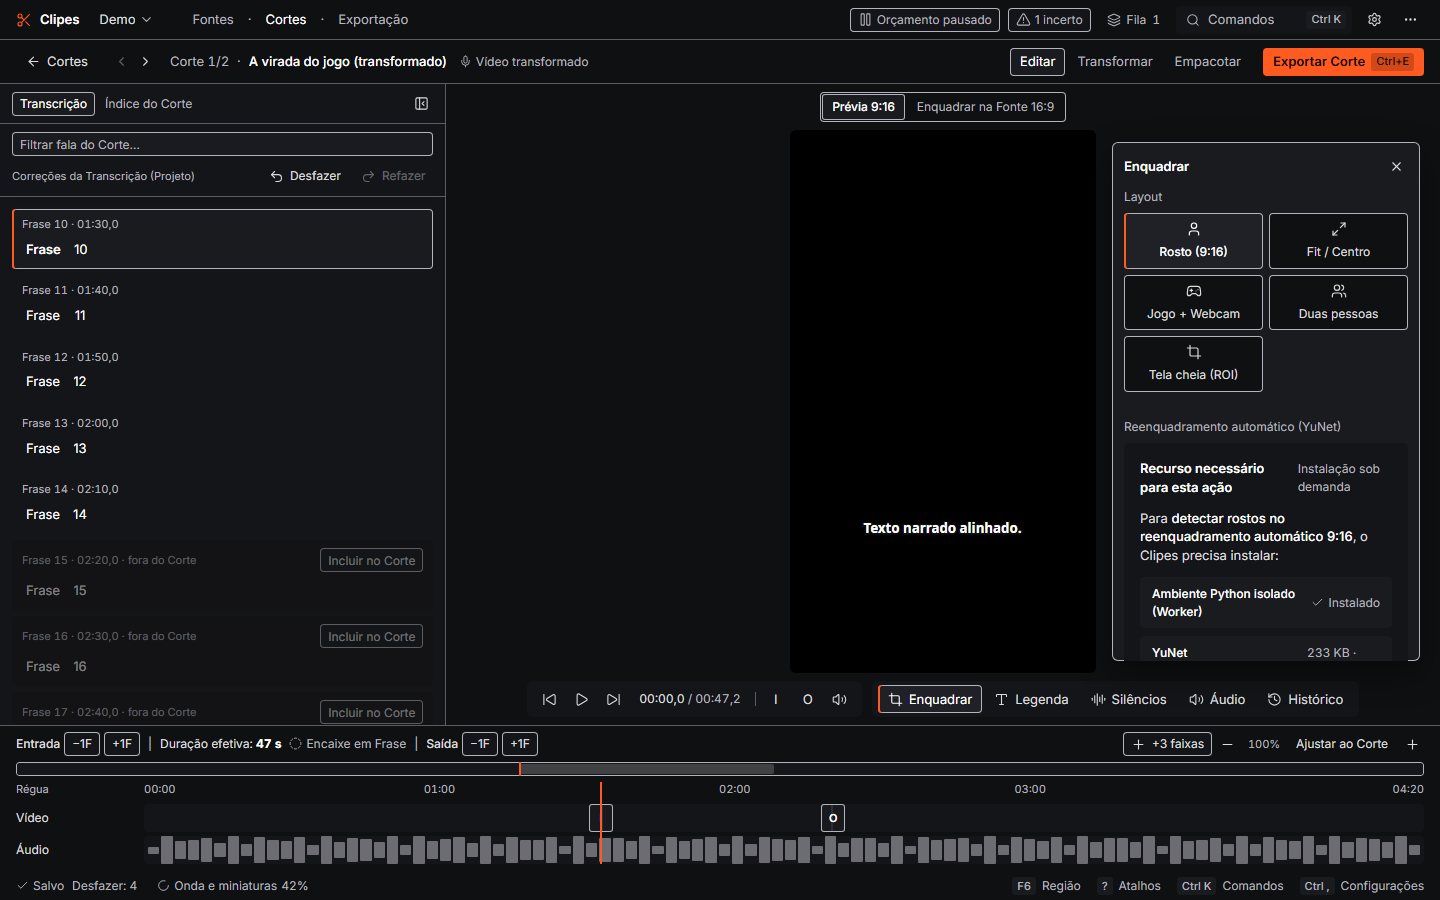 Clipes Demo Fontes · Cortes · Exportação Orçamento pausado 1 incerto Fila 1 Comandos Ctrl K
Cortes Corte 1/2 · A virada do jogo (transformado) Vídeo transformado Editar Transformar Empacotar Exportar Corte Ctrl+E
Transcrição Índice do Corte
Filtrar fala do Corte...
Correções da Transcrição (Projeto) Desfazer Refazer
Frase 10 · 01:30,0
Frase 10
Frase 11 · 01:40,0
Frase 11
Frase 12 · 01:50,0
Frase 12
Frase 13 · 02:00,0
Frase 13
Frase 14 · 02:10,0
Frase 14
Frase 15 · 02:20,0 · fora do Corte Incluir no Corte
Frase 15
Frase 16 · 02:30,0 · fora do Corte Incluir no Corte
Frase 16
Frase 17 · 02:40,0 · fora do Corte Incluir no Corte
Prévia 9:16 Enquadrar na Fonte 16:9
Texto narrado alinhado.
Enquadrar
Layout
Rosto (9:16) Fit / Centro
Jogo + Webcam Duas pessoas
Tela cheia (ROI)
Reenquadramento automático (YuNet)
Recurso necessário para esta ação
Instalação sob demanda
Para detectar rostos no
reenquadramento automático 9:16, o
Clipes precisa instalar:
Ambiente Python isolado (Worker) Instalado
YuNet 233 KB ·
00:00,0 / 00:47,2 I O Enquadrar Legenda Silêncios Áudio Histórico
Entrada −1F +1F Duração efetiva: 47 s Encaixe em Frase Saída −1F +1F +3 faixas 100% Ajustar ao Corte
Régua 00:00 01:00 02:00 03:00 04:20
Vídeo O
Áudio
Salvo Desfazer: 4 Onda e miniaturas 42% F6 Região ? Atalhos Ctrl K Comandos Ctrl , Configurações